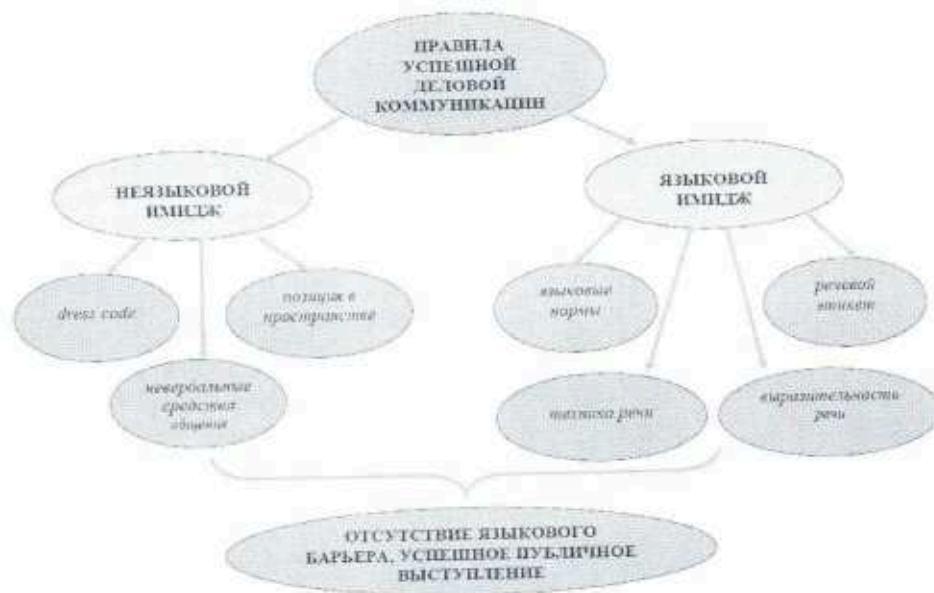 ПРАВИЛА
УСПЕШНОЙ
ДЕЛОВОЙ
КОММУНИКАЦИИ
НЕЯЗЫКОВОЙ
ИМИДЖ
ЯЗЫКОВОЙ
ИМИДЖ
dress code
позиция в
пространстве
невербальные
средства
общения
языковые
нормы
речевой
этикет
техника речи
выразительность
речи
ОТСУТСТВИЕ ЯЗЫКОВОГО
БАРЬЕРА, УСПЕШНОЕ ПУБЛИЧНОЕ
ВЫСТУПЛЕНИЕ